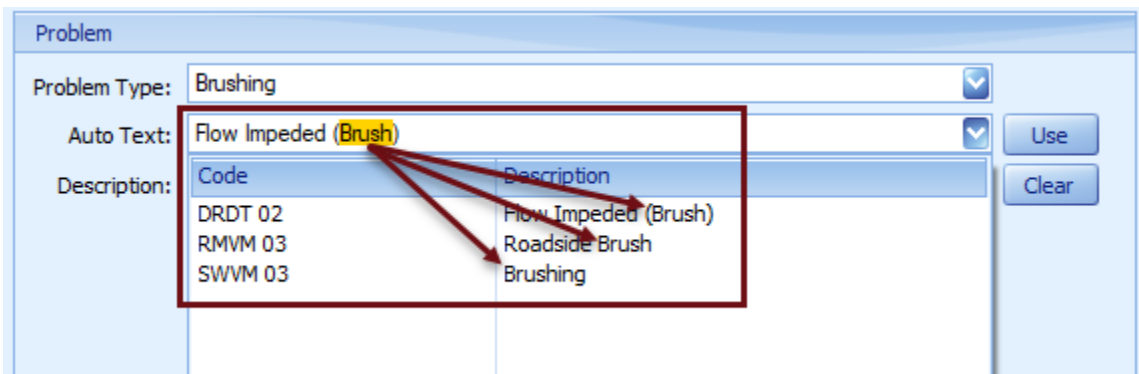 Problem
Problem Type: Brushing
Auto Text: Flow Impeded (Brush) Use
Description: Code Description Clear
DRDT 02 Flow Impeded (Brush)
RMVM 03 Roadside Brush
SWVM 03 Brushing